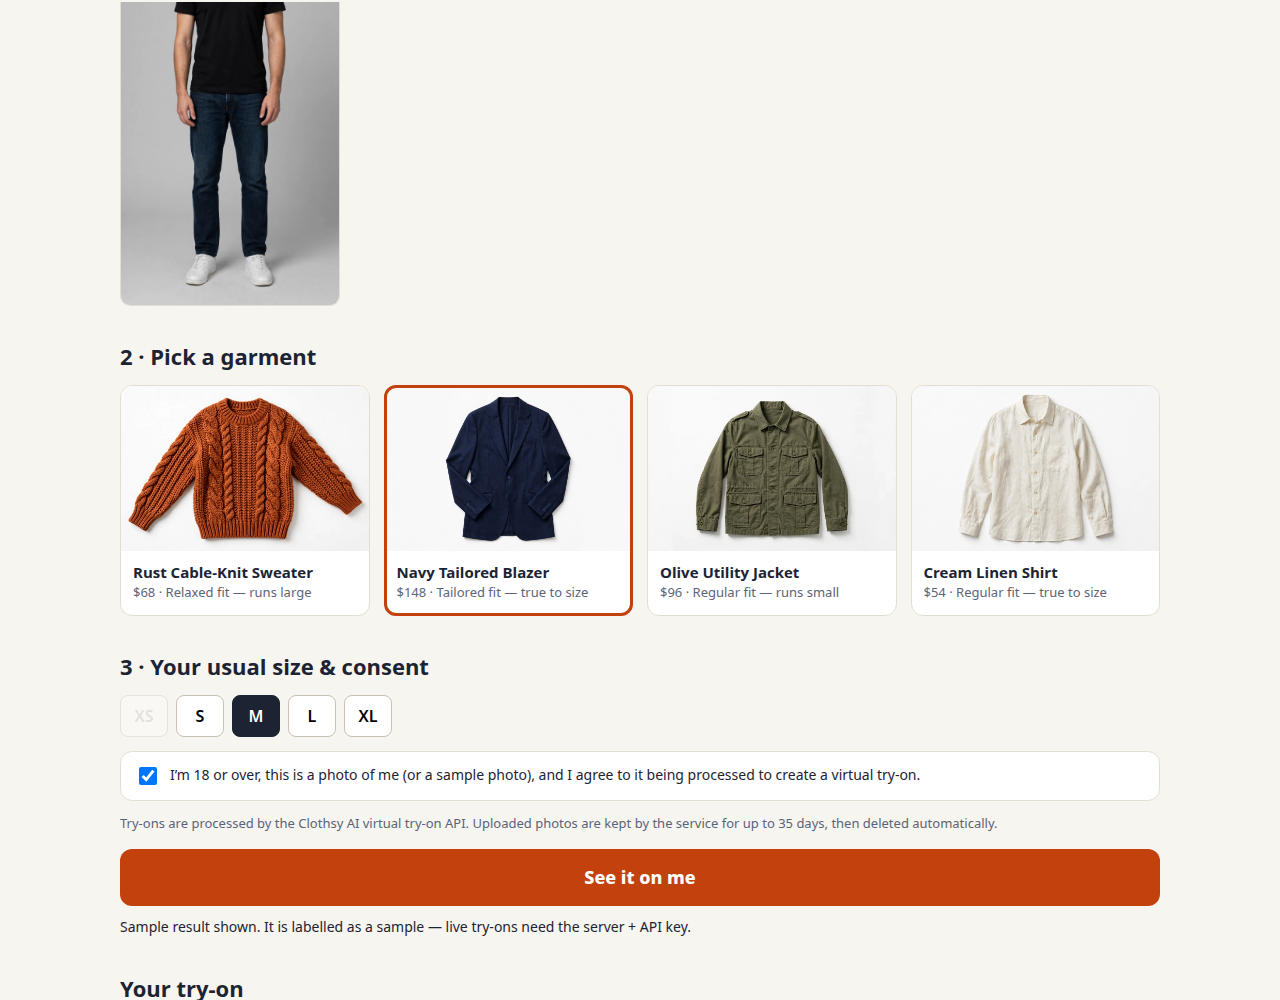 2 · Pick a garment
Rust Cable-Knit Sweater
$68 · Relaxed fit — runs large
Navy Tailored Blazer
$148 · Tailored fit — true to size
Olive Utility Jacket
$96 · Regular fit — runs small
Cream Linen Shirt
$54 · Regular fit — true to size
3 · Your usual size & consent
XS S M L XL
I’m 18 or over, this is a photo of me (or a sample photo), and I agree to it being processed to create a virtual try-on.
Try-ons are processed by the Clothsy AI virtual try-on API. Uploaded photos are kept by the service for up to 35 days, then deleted automatically.
See it on me
Sample result shown. It is labelled as a sample — live try-ons need the server + API key.
Your try-on